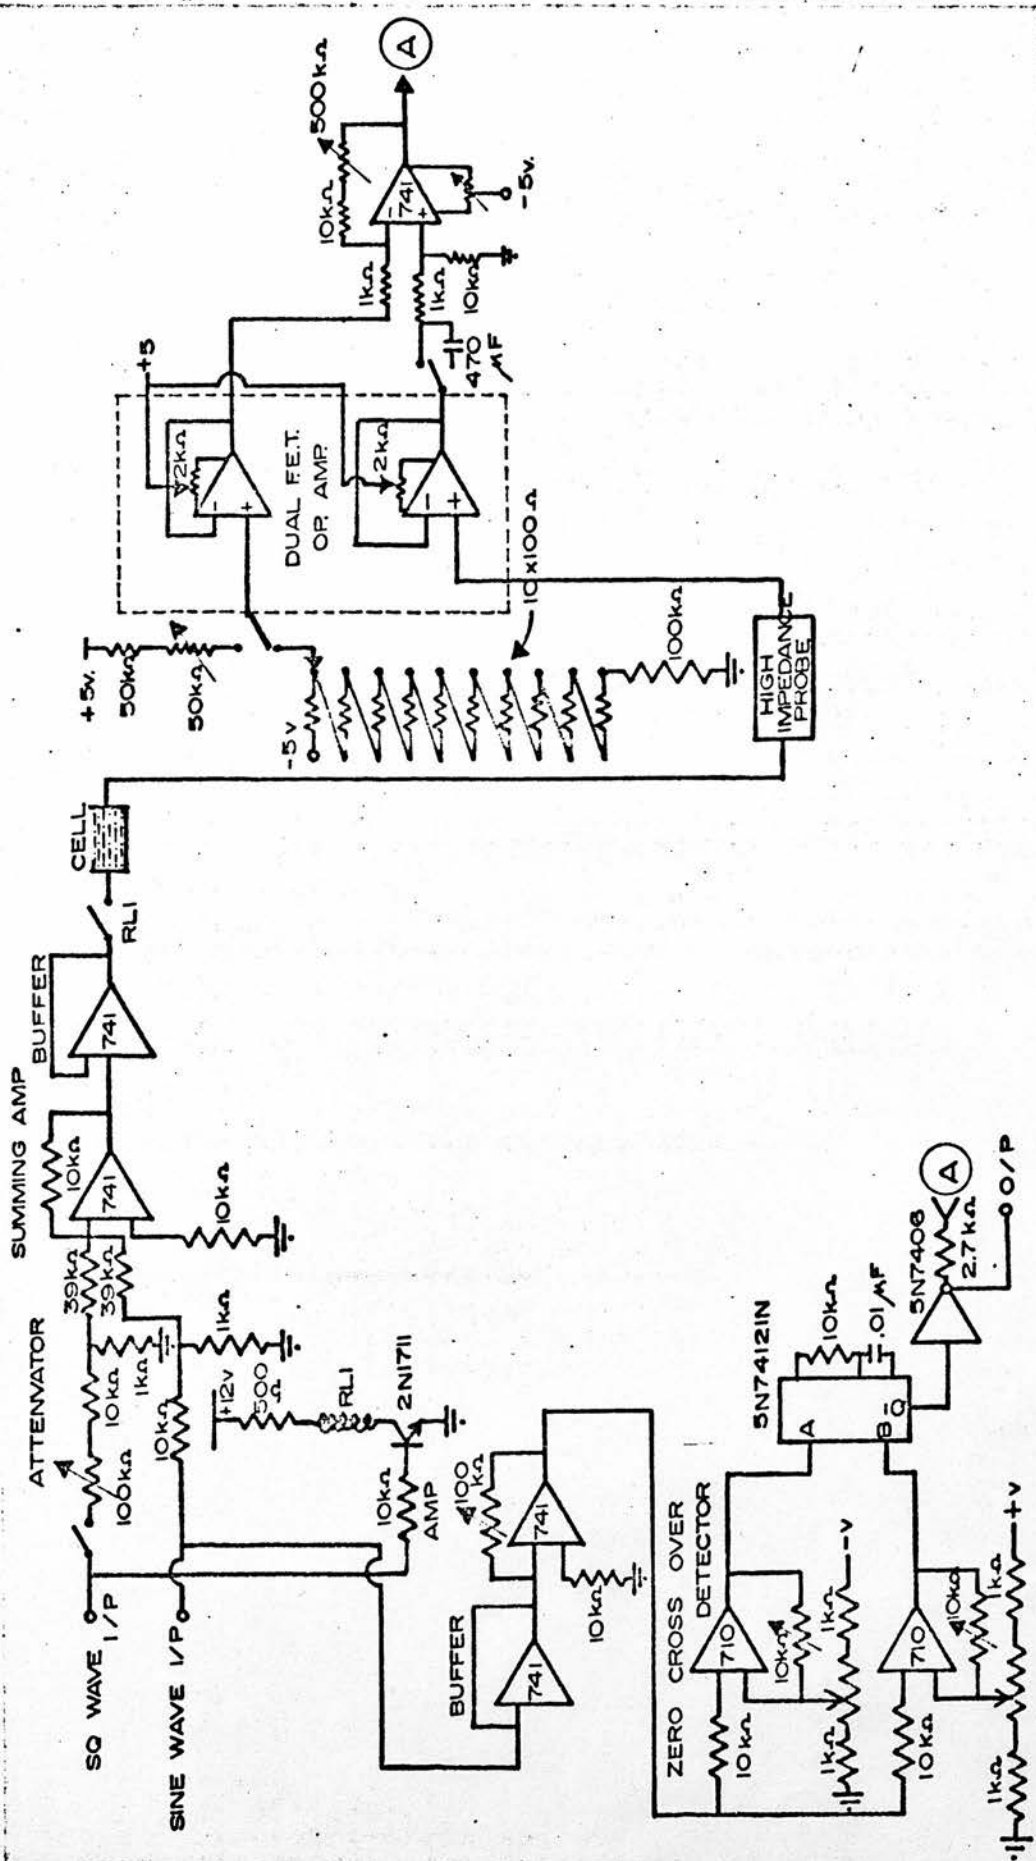 SQ WAVE I/P
SINE WAVE I/P
ATTENVATOR
100kΩ
10kΩ
1kΩ
39kΩ
39kΩ
10kΩ
1kΩ
SUMMING AMP
10kΩ
741
10kΩ
BUFFER
741
RL1
CELL
+12v
500
Ω
RL1
2N1711
10kΩ
AMP
BUFFER
741
100
1kΩ
741
10kΩ
ZERO CROSS OVER
DETECTOR
10kΩ
710
10kΩ
1kΩ
1kΩ
-v
10kΩ
710
10kΩ
1kΩ
1kΩ
+v
SN74121N
A
B
Q
10kΩ
.01 µF
SN7406
2.7kΩ
A
O/P
+5v.
50kΩ
50kΩ
-5v
10x100Ω
100kΩ
HIGH
IMPEDANCE
PROBE
DUAL F.E.T.
OP. AMP.
2kΩ
-
+
2kΩ
-
+
+5
470
µF
1kΩ
1kΩ
10kΩ
10kΩ
500kΩ
741
-
+
-5v.
A